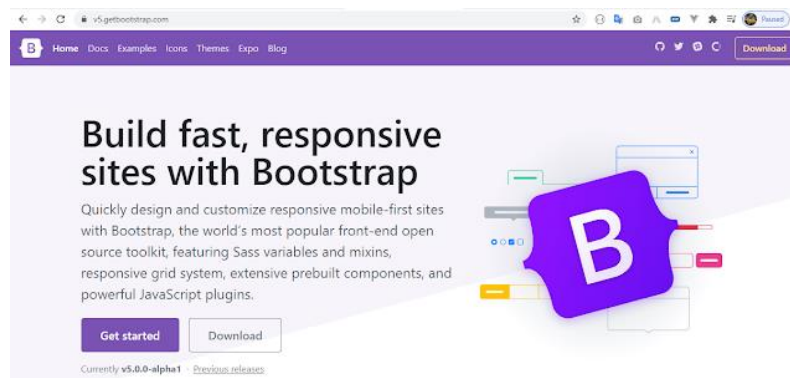 v5.getbootstrap.com
Paused
B Home Docs Examples Icons Themes Expo Blog Download
Build fast, responsive
sites with Bootstrap
Quickly design and customize responsive mobile-first sites
with Bootstrap, the world's most popular front-end open
source toolkit, featuring Sass variables and mixins,
responsive grid system, extensive prebuilt components, and
powerful JavaScript plugins.
B
Get started Download
Currently v5.0.0-alpha1 · Previous releases